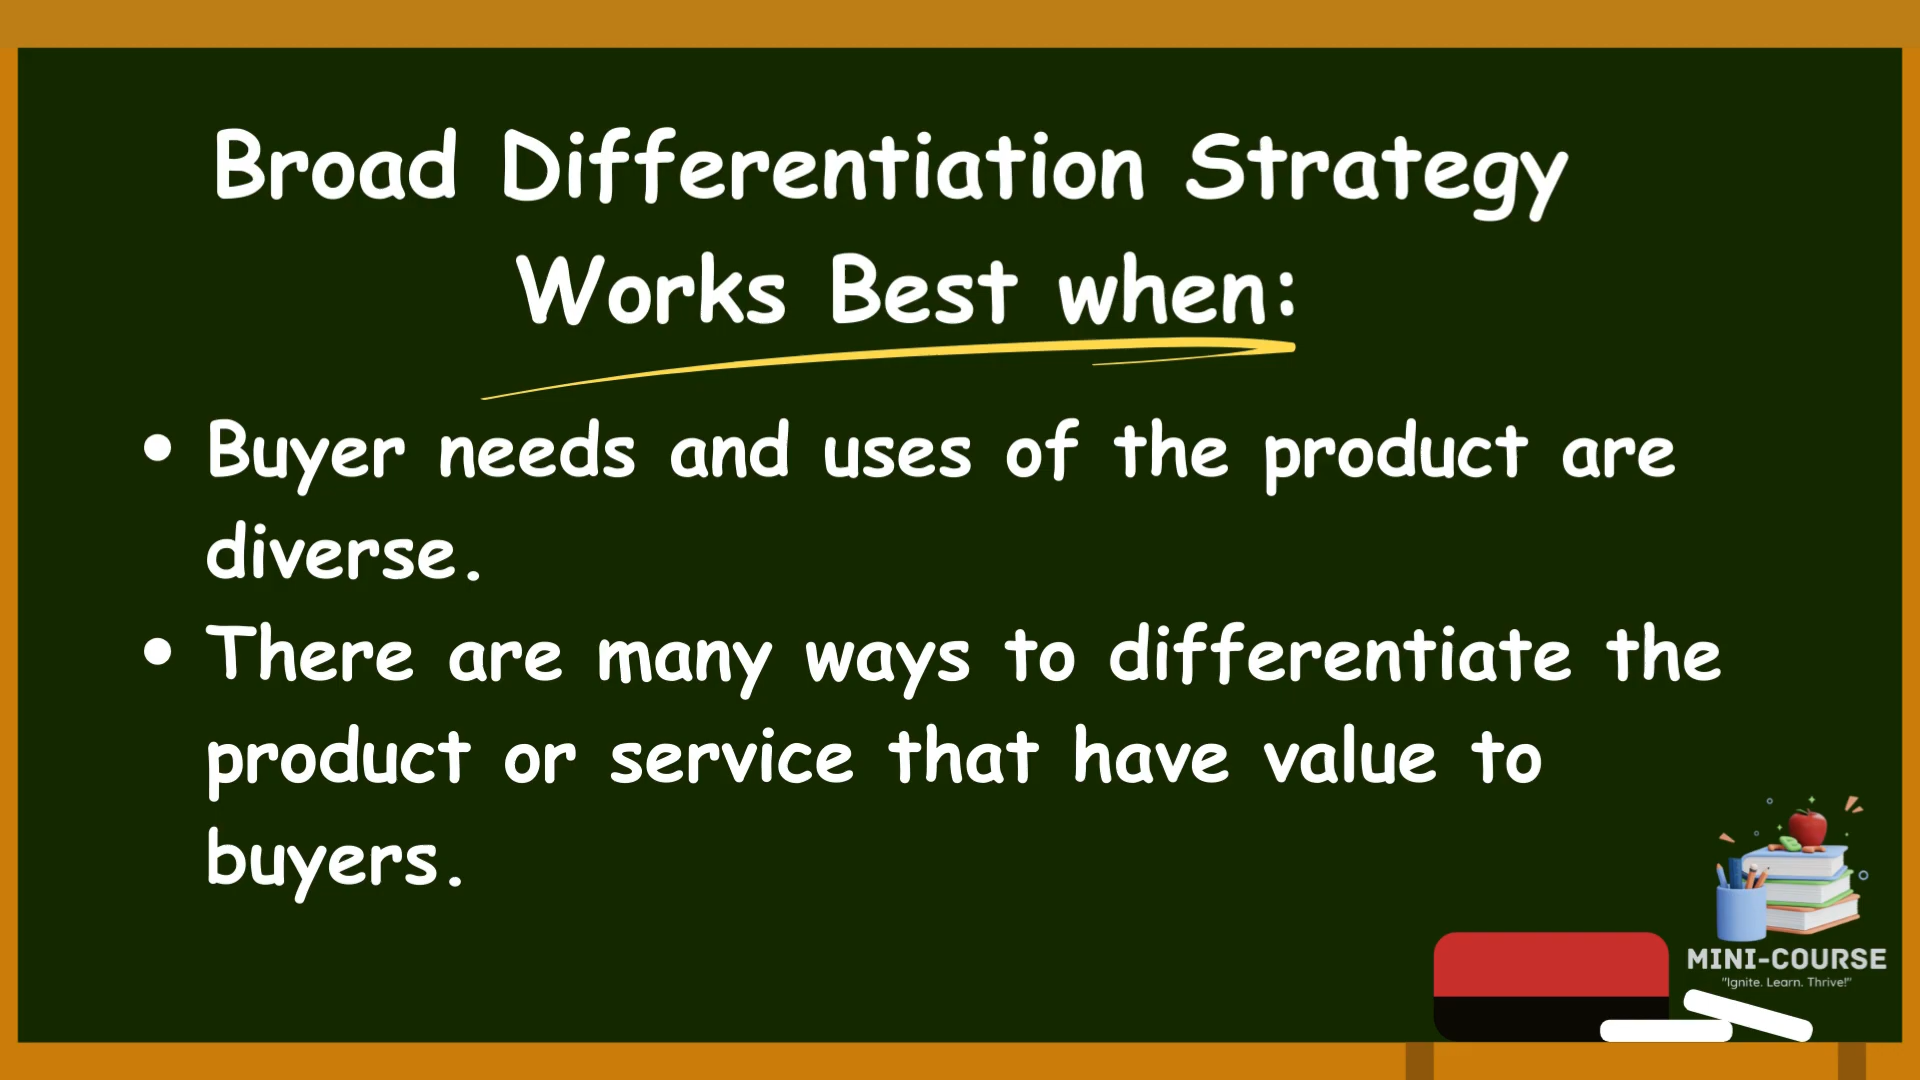 Broad Differentiation Strategy
Works Best when:
• Buyer needs and uses of the product are
diverse.
• There are many ways to differentiate the
product or service that have value to
buyers.
MINI-COURSE
"Ignite. Learn. Thrive!"